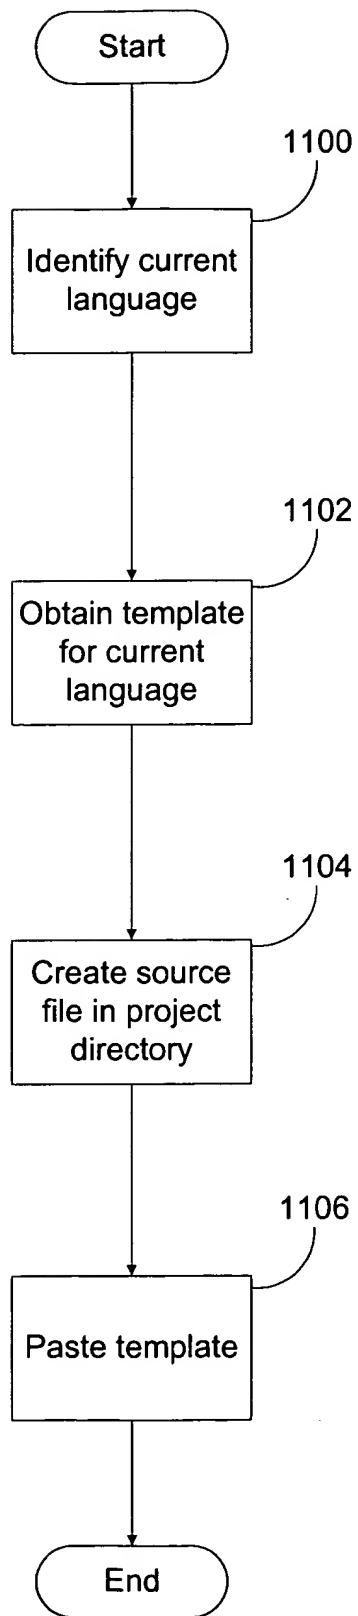 Start
1100
Identify current
language
1102
Obtain template
for current
language
1104
Create source
file in project
directory
1106
Paste template
End